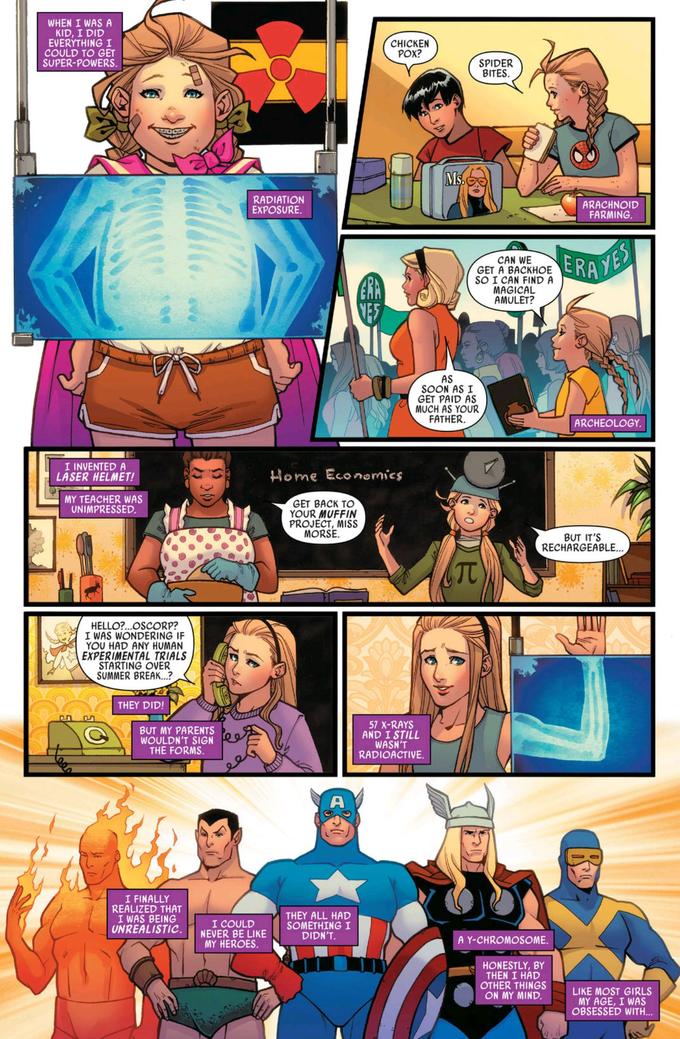 WHEN I WAS A
KID, I DID
EVERYTHING I
COULD TO GET
SUPER-POWERS.
RADIATION
EXPOSURE.
CHICKEN
POX?
SPIDER
BITES.
Ms.
ARACHNOID
FARMING.
ERA
YES
CAN WE
GET A BACKHOE
SO I CAN FIND A
MAGICAL
AMULET?
ERA YES
AS
SOON AS I
GET PAID AS
MUCH AS YOUR
FATHER.
ARCHEOLOGY.
I INVENTED A
LASER HELMET!
MY TEACHER WAS
UNIMPRESSED.
Home Economics
GET BACK TO
YOUR MUFFIN
PROJECT, MISS
MORSE.
π
BUT IT'S
RECHARGEABLE...
HELLO?...OSCORP?
I WAS WONDERING IF
YOU HAD ANY HUMAN
EXPERIMENTAL TRIALS
STARTING OVER
SUMMER BREAK...?
THEY DID!
BUT MY PARENTS
WOULDN'T SIGN
THE FORMS.
57 X-RAYS
AND I STILL
WASN'T
RADIOACTIVE.
A
I FINALLY
REALIZED THAT
I WAS BEING
UNREALISTIC.
I COULD
NEVER BE LIKE
MY HEROES.
THEY ALL HAD
SOMETHING I
DIDN'T.
A Y-CHROMOSOME.
HONESTLY, BY
THEN I HAD
OTHER THINGS
ON MY MIND.
LIKE MOST GIRLS
MY AGE, I WAS
OBSESSED WITH...